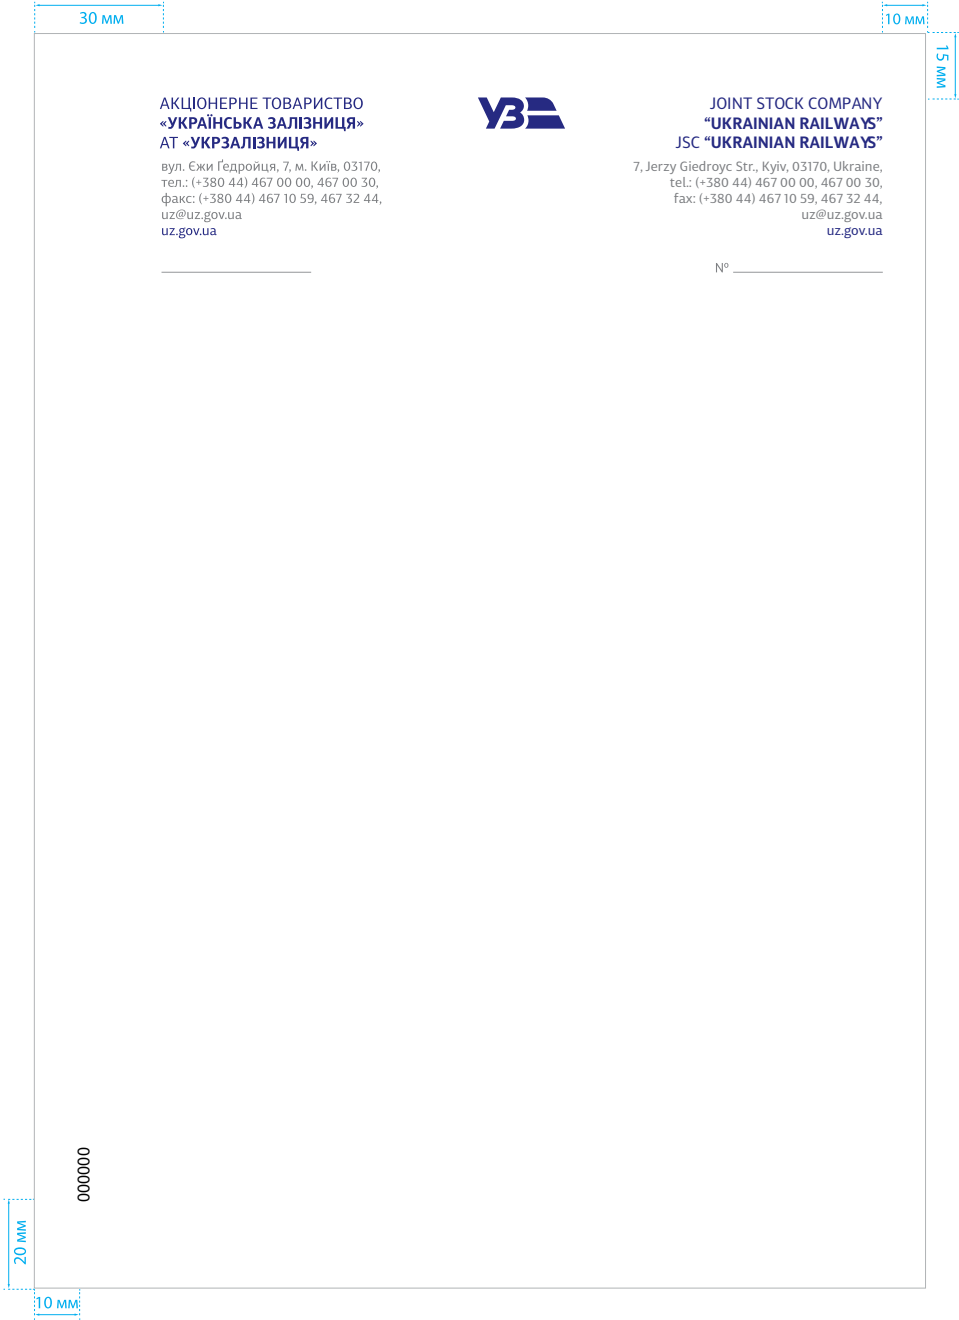 30 мм
10 мм
15 мм
АКЦІОНЕРНЕ ТОВАРИСТВО
«УКРАЇНСЬКА ЗАЛІЗНИЦЯ»
АТ «УКРЗАЛІЗНИЦЯ»
вул. Єжи Ґедройця, 7, м. Київ, 03170,
тел.: (+380 44) 467 00 00, 467 00 30,
факс: (+380 44) 467 10 59, 467 32 44,
uz@uz.gov.ua
uz.gov.ua
УЗ
JOINT STOCK COMPANY
“UKRAINIAN RAILWAYS”
JSC “UKRAINIAN RAILWAYS”
7, Jerzy Giedroyc Str., Kyiv, 03170, Ukraine,
tel.: (+380 44) 467 00 00, 467 00 30,
fax: (+380 44) 467 10 59, 467 32 44,
uz@uz.gov.ua
uz.gov.ua
Nº
000000
20 мм
10 мм